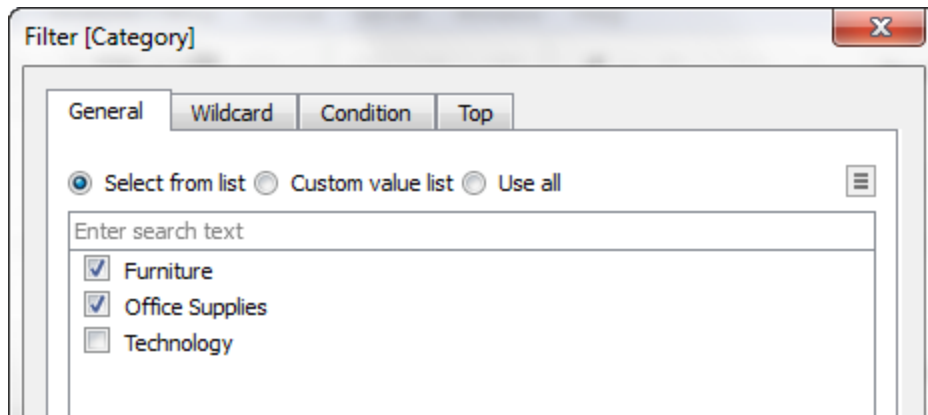 Filter [Category]
General Wildcard Condition Top
Select from list Custom value list Use all
Enter search text
Furniture
Office Supplies
Technology